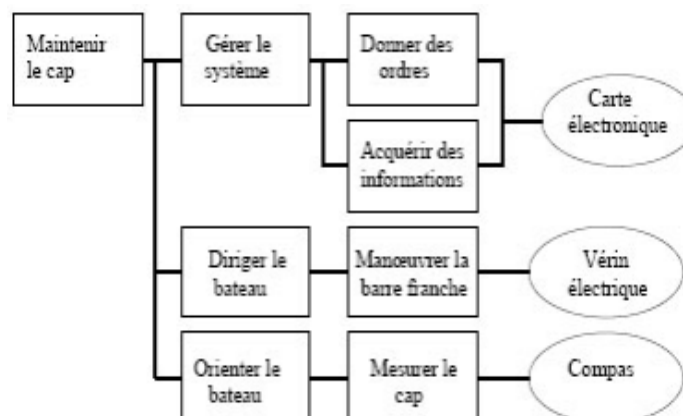 Maintenir
le cap
Gérer le
système
Donner des
ordres
Acquérir des
informations
Carte
électronique
Diriger le
bateau
Manœuvrer la
barre franche
Vérin
électrique
Orienter le
bateau
Mesurer le
cap
Compas